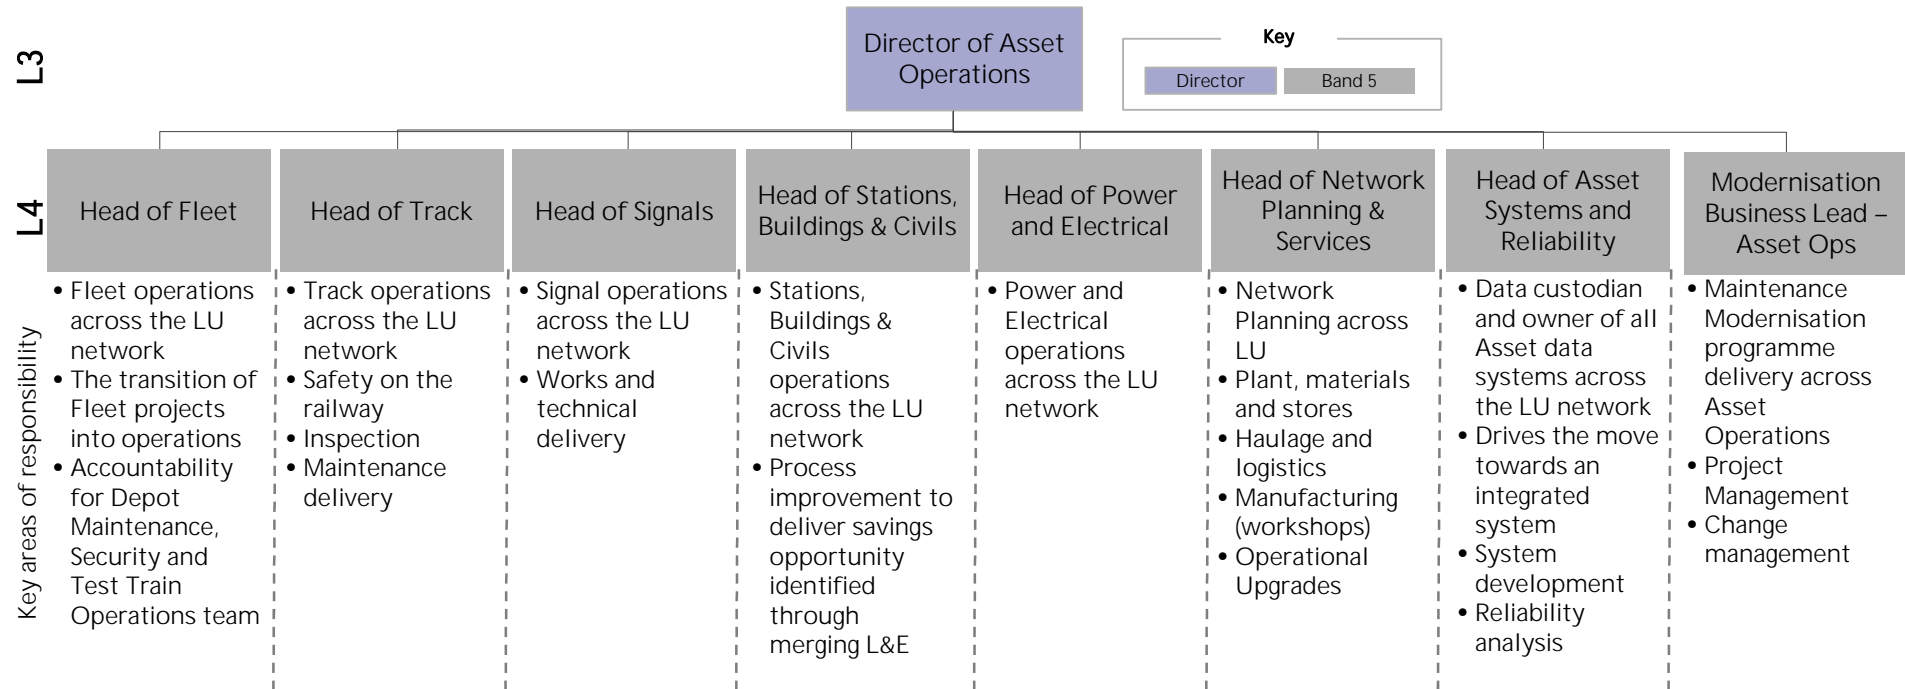 L3
Director of Asset
Operations
Key
Director
Band 5
L4
Head of Fleet
Head of Track
Head of Signals
Head of Stations,
Buildings & Civils
Head of Power
and Electrical
Head of Network
Planning &
Services
Head of Asset
Systems and
Reliability
Modernisation
Business Lead –
Asset Ops
Key areas of responsibility
• Fleet operations
across the LU
network
• The transition of
Fleet projects
into operations
• Accountability
for Depot
Maintenance,
Security and
Test Train
Operations team
• Track operations
across the LU
network
• Safety on the
railway
• Inspection
• Maintenance
delivery
• Signal operations
across the LU
network
• Works and
technical
delivery
• Stations,
Buildings &
Civils
operations
across the LU
network
• Process
improvement to
deliver savings
opportunity
identified
through
merging L&E
• Power and
Electrical
operations
across the LU
network
• Network
Planning across
LU
• Plant, materials
and stores
• Haulage and
logistics
• Manufacturing
(workshops)
• Operational
Upgrades
• Data custodian
and owner of all
Asset data
systems across
the LU network
• Drives the move
towards an
integrated
system
• System
development
• Reliability
analysis
• Maintenance
Modernisation
programme
delivery across
Asset
Operations
• Project
Management
• Change
management